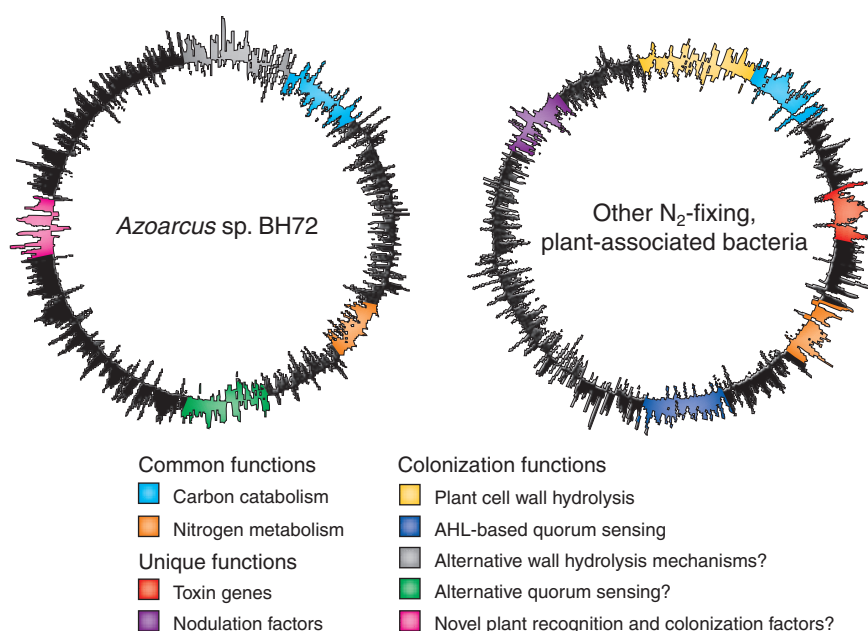 Azoarcus sp. BH72
Other N₂-fixing,
plant-associated bacteria
Common functions
Carbon catabolism
Nitrogen metabolism
Unique functions
Toxin genes
Nodulation factors
Colonization functions
Plant cell wall hydrolysis
AHL-based quorum sensing
Alternative wall hydrolysis mechanisms?
Alternative quorum sensing?
Novel plant recognition and colonization factors?